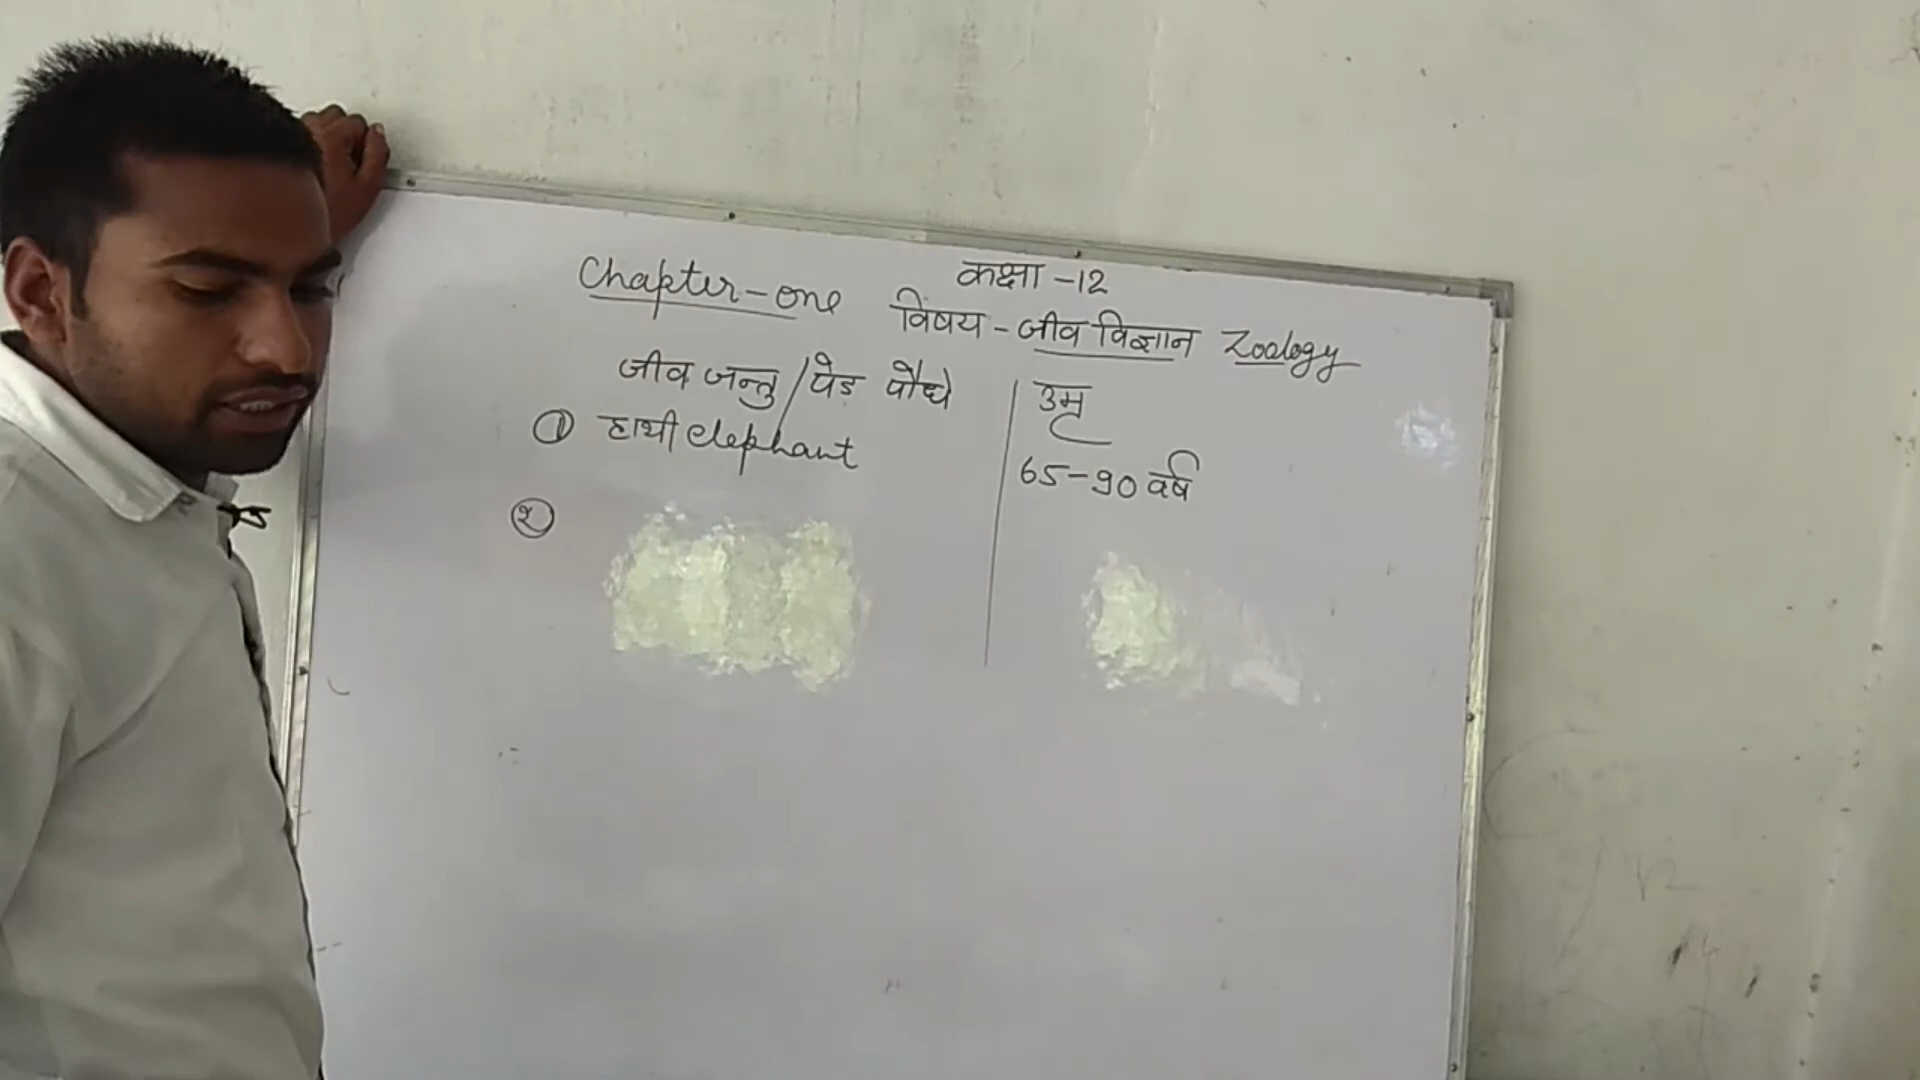 कक्षा -12
Chapter-one विषय - जीव विज्ञान Zoology
जीव जन्तु / पेड पौधे उम्र
① हाथी elephant 65-90 वर्ष
②